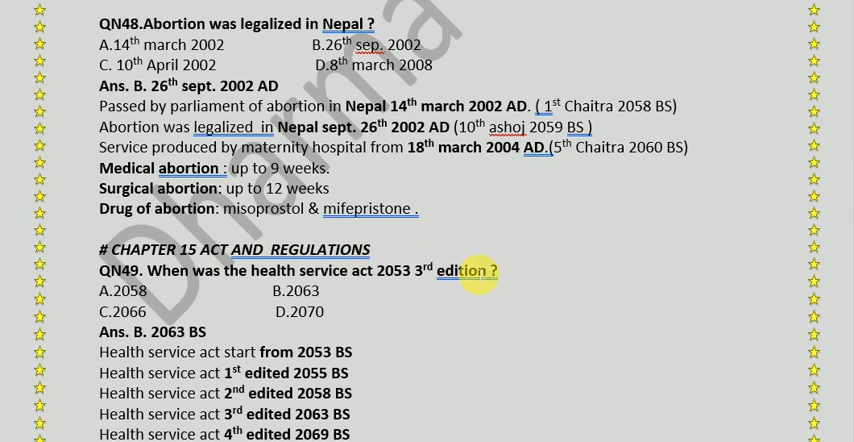 QN48.Abortion was legalized in Nepal ?
A.14th march 2002 B.26th sep. 2002
C. 10th April 2002 D.8th march 2008
Ans. B. 26th sept. 2002 AD
Passed by parliament of abortion in Nepal 14th march 2002 AD. ( 1st Chaitra 2058 BS)
Abortion was legalized in Nepal sept. 26th 2002 AD (10th ashoj 2059 BS )
Service produced by maternity hospital from 18th march 2004 AD.(5th Chaitra 2060 BS)
Medical abortion : up to 9 weeks.
Surgical abortion: up to 12 weeks
Drug of abortion: misoprostol & mifepristone .
# CHAPTER 15 ACT AND REGULATIONS
QN49. When was the health service act 2053 3rd edition ?
A.2058 B.2063
C.2066 D.2070
Ans. B. 2063 BS
Health service act start from 2053 BS
Health service act 1st edited 2055 BS
Health service act 2nd edited 2058 BS
Health service act 3rd edited 2063 BS
Health service act 4th edited 2069 BS
Dharma